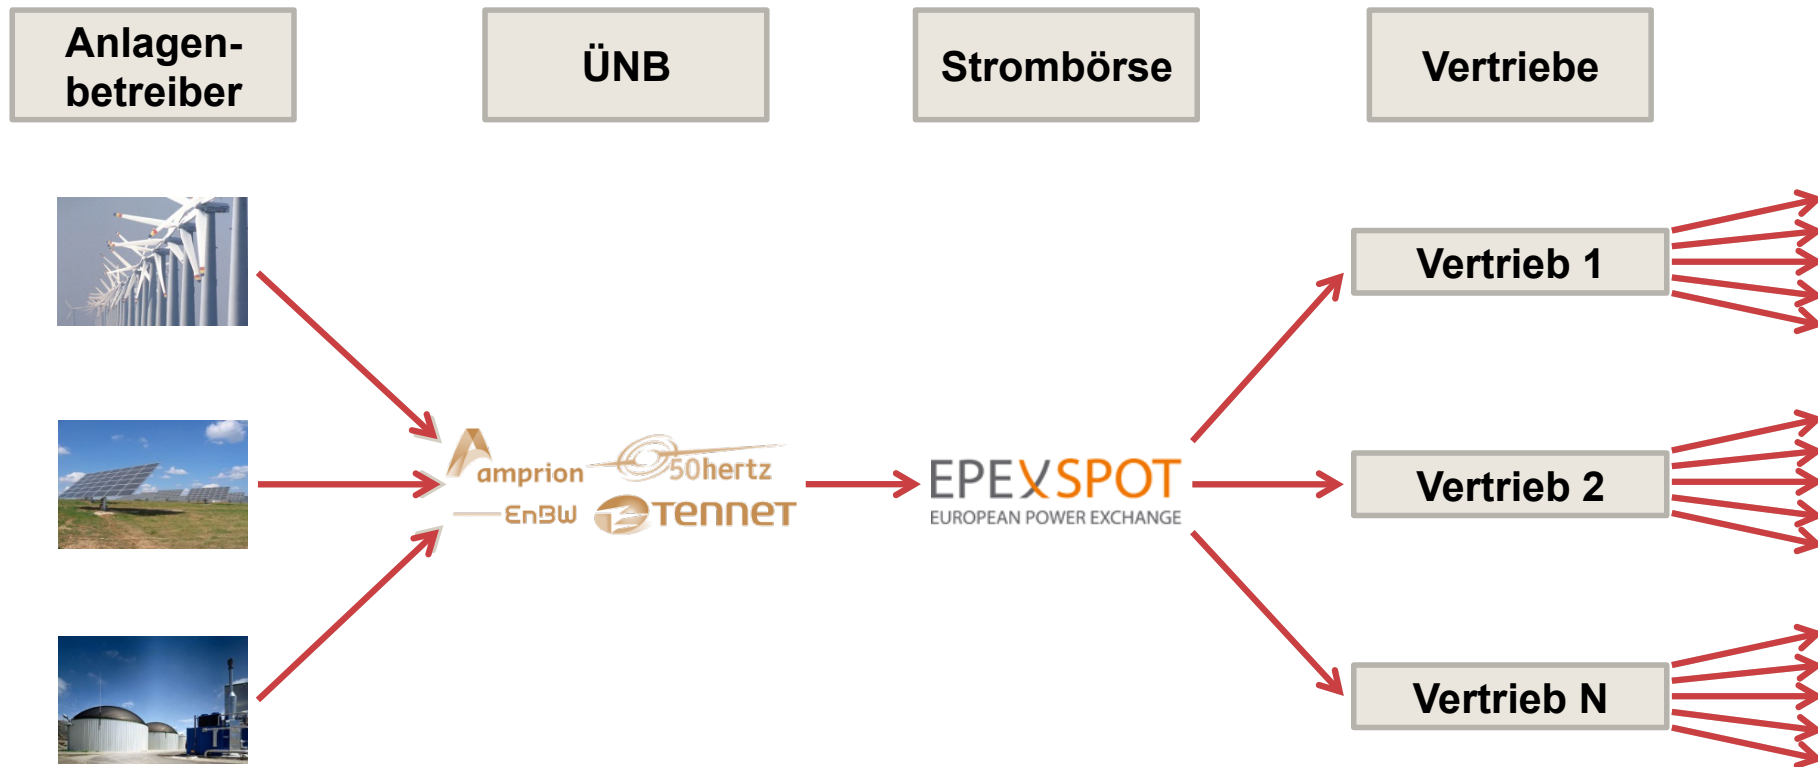 Anlagen-
betreiber
ÜNB
Strombörse
Vertriebe
Vertrieb 1
amprion
50hertz
EnBW
TENNET
EPEXSPOT
EUROPEAN POWER EXCHANGE
Vertrieb 2
Vertrieb N